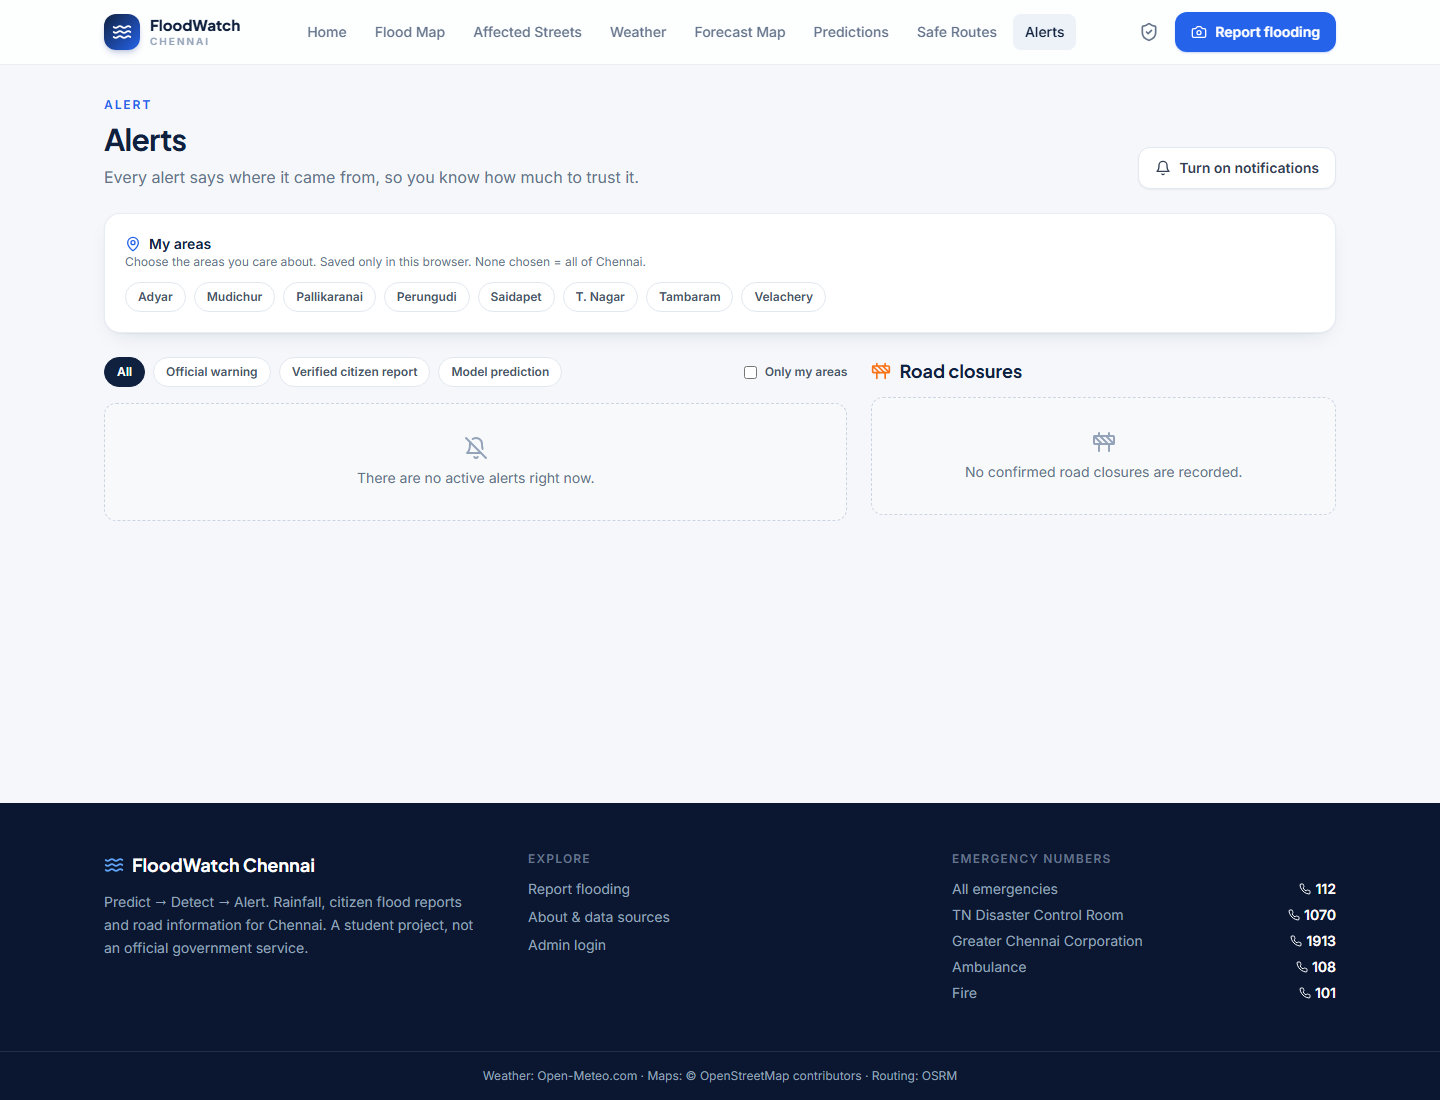 FloodWatch
CHENNAI
Home
Flood Map
Affected Streets
Weather
Forecast Map
Predictions
Safe Routes
Alerts
Report flooding
ALERT
Alerts
Every alert says where it came from, so you know how much to trust it.
Turn on notifications
My areas
Choose the areas you care about. Saved only in this browser. None chosen = all of Chennai.
Adyar
Mudichur
Pallikaranai
Perungudi
Saidapet
T. Nagar
Tambaram
Velachery
All
Official warning
Verified citizen report
Model prediction
Only my areas
There are no active alerts right now.
Road closures
No confirmed road closures are recorded.
FloodWatch Chennai
Predict → Detect → Alert. Rainfall, citizen flood reports
and road information for Chennai. A student project, not
an official government service.
EXPLORE
Report flooding
About & data sources
Admin login
EMERGENCY NUMBERS
All emergencies 112
TN Disaster Control Room 1070
Greater Chennai Corporation 1913
Ambulance 108
Fire 101
Weather: Open-Meteo.com · Maps: © OpenStreetMap contributors · Routing: OSRM